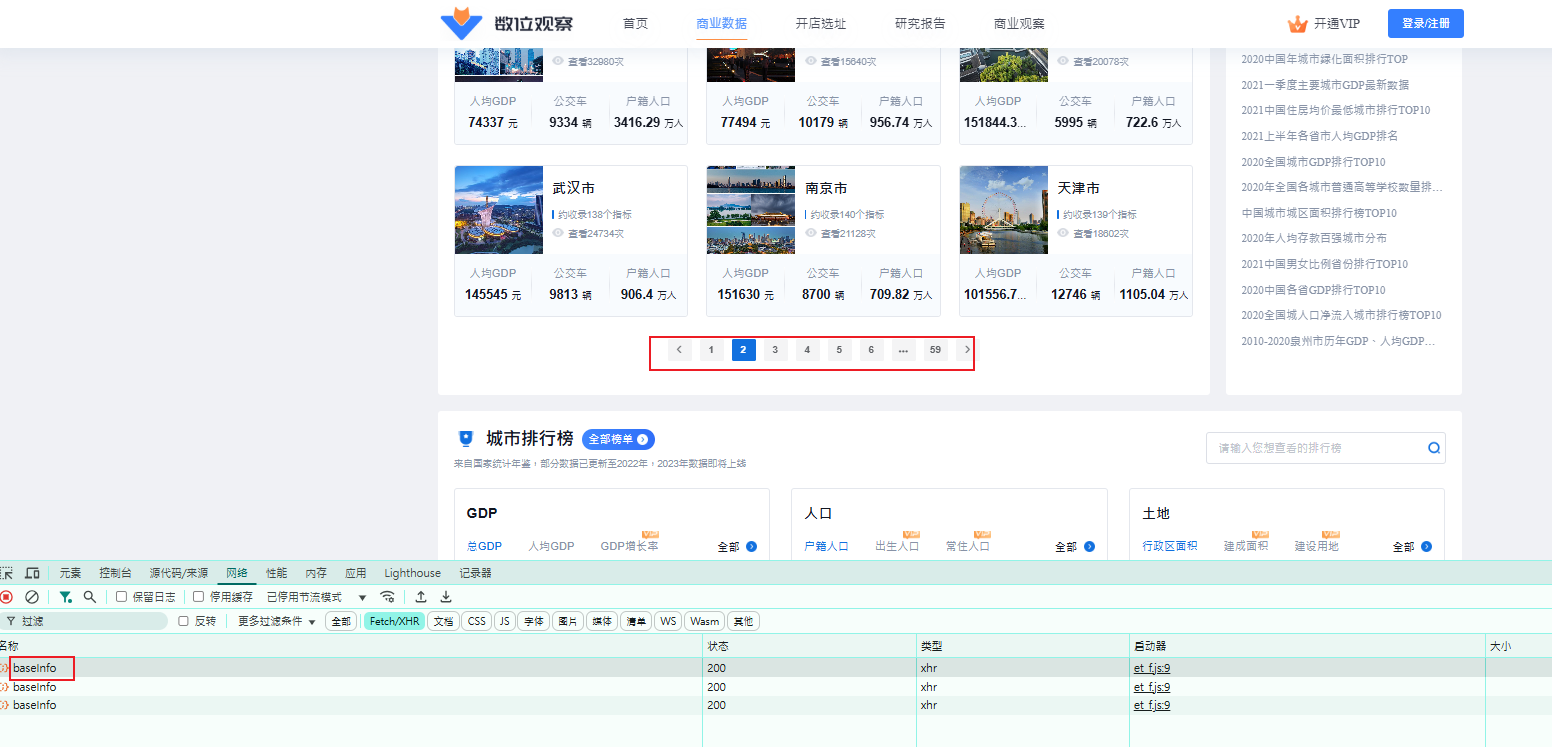 数位观察 首页 商业数据 开店选址 研究报告 商业观察 开通VIP 登录/注册
查看32980次 查看15640次 查看20078次
人均GDP 公交车 户籍人口 人均GDP 公交车 户籍人口 人均GDP 公交车 户籍人口
74337 元 9334 辆 3416.29 万人 77494 元 10179 辆 956.74 万人 151844.3... 5995 辆 722.6 万人
武汉市 南京市 天津市
约收录138个指标 约收录140个指标 约收录139个指标
查看24734次 查看21128次 查看18602次
人均GDP 公交车 户籍人口 人均GDP 公交车 户籍人口 人均GDP 公交车 户籍人口
145545 元 9813 辆 906.4 万人 151630 元 8700 辆 709.82 万人 101556.7... 12746 辆 1105.04 万人
< 1 2 3 4 5 6 ... 59 >
2020中国年城市绿化面积排行TOP
2021一季度主要城市GDP最新数据
2021中国住房均价最低城市排行TOP10
2021上半年各省市人均GDP排名
2020全国城市GDP排行TOP10
2020年全国各城市普通高等学校数量排...
中国城市城区面积排行榜TOP10
2020年人均存款百强城市分布
2021中国男女比例省份排行TOP10
2020中国各省GDP排行TOP10
2020全国城人口净流入城市排行榜TOP10
2010-2020泉州市历年GDP、人均GDP...
城市排行榜 全部榜单
来自国家统计年鉴，部分数据已更新至2022年，2023年数据即将上线
请输入您想查看的排行榜
GDP 人口 土地
VIP VIP VIP VIP VIP
总GDP 人均GDP GDP增长率 全部 户籍人口 出生人口 常住人口 全部 行政区面积 建成面积 建设用地 全部
元素 控制台 源代码/来源 网络 性能 内存 应用 Lighthouse 记录器
保留日志 停用缓存 已停用节流模式
过滤 反转 更多过滤条件 全部 Fetch/XHR 文档 CSS JS 字体 图片 媒体 清单 WS Wasm 其他
名称 状态 类型 启动器 大小
baseInfo 200 xhr et_f.js:9
baseInfo 200 xhr et_f.js:9
baseInfo 200 xhr et_f.js:9